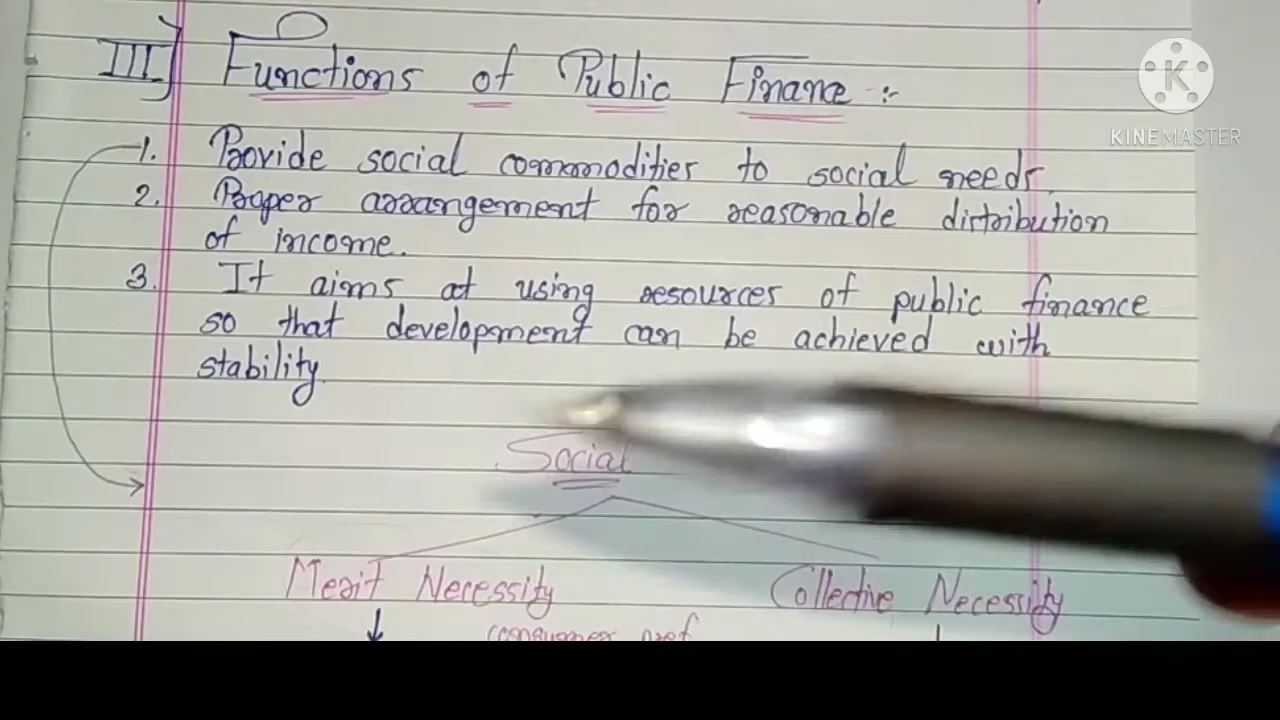 III) Functions of Public Finance :-
1. Provide social commodities to social needs.
2. Proper arrangement for reasonable distribution
of income.
3. It aims at using resources of public finance
so that development can be achieved with
stability.
Social
Merit Necessity Collective Necessity
consumer pref
KINEMASTER